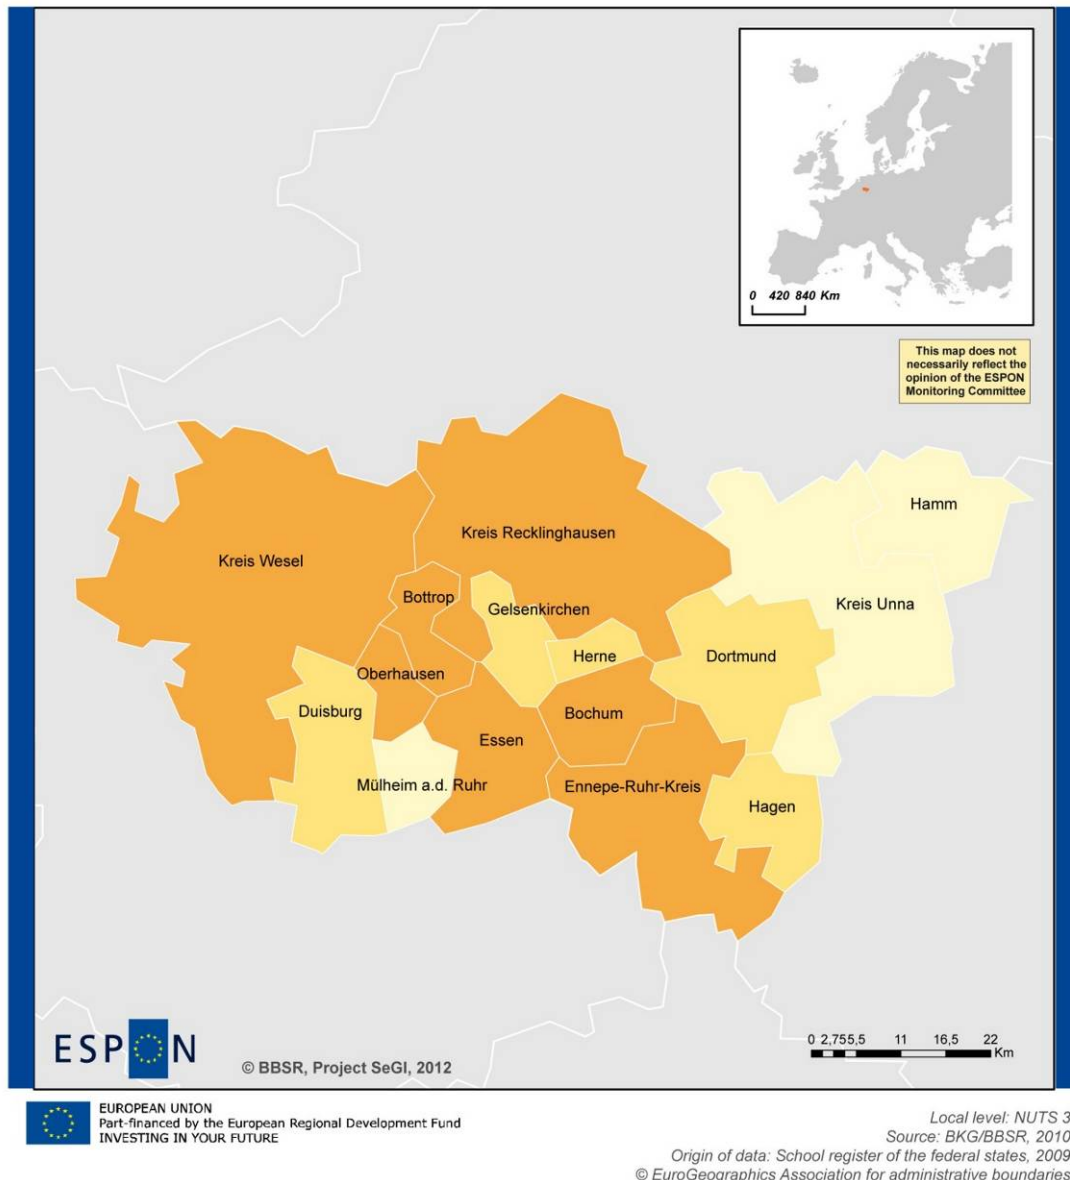 0 420 840 Km
This map does not
necessarily reflect the
opinion of the ESPON
Monitoring Committee
Hamm
Kreis Recklinghausen
Kreis Wesel
Bottrop
Gelsenkirchen
Kreis Unna
Herne
Dortmund
Oberhausen
Duisburg
Bochum
Essen
Mülheim a.d. Ruhr
Ennepe-Ruhr-Kreis
Hagen
ESPON
© BBSR, Project SeGI, 2012
0 2,755,5 11 16,5 22
Km
EUROPEAN UNION
Part-financed by the European Regional Development Fund
INVESTING IN YOUR FUTURE
Local level: NUTS 3
Source: BKG/BBSR, 2010
Origin of data: School register of the federal states, 2009
© EuroGeographics Association for administrative boundaries